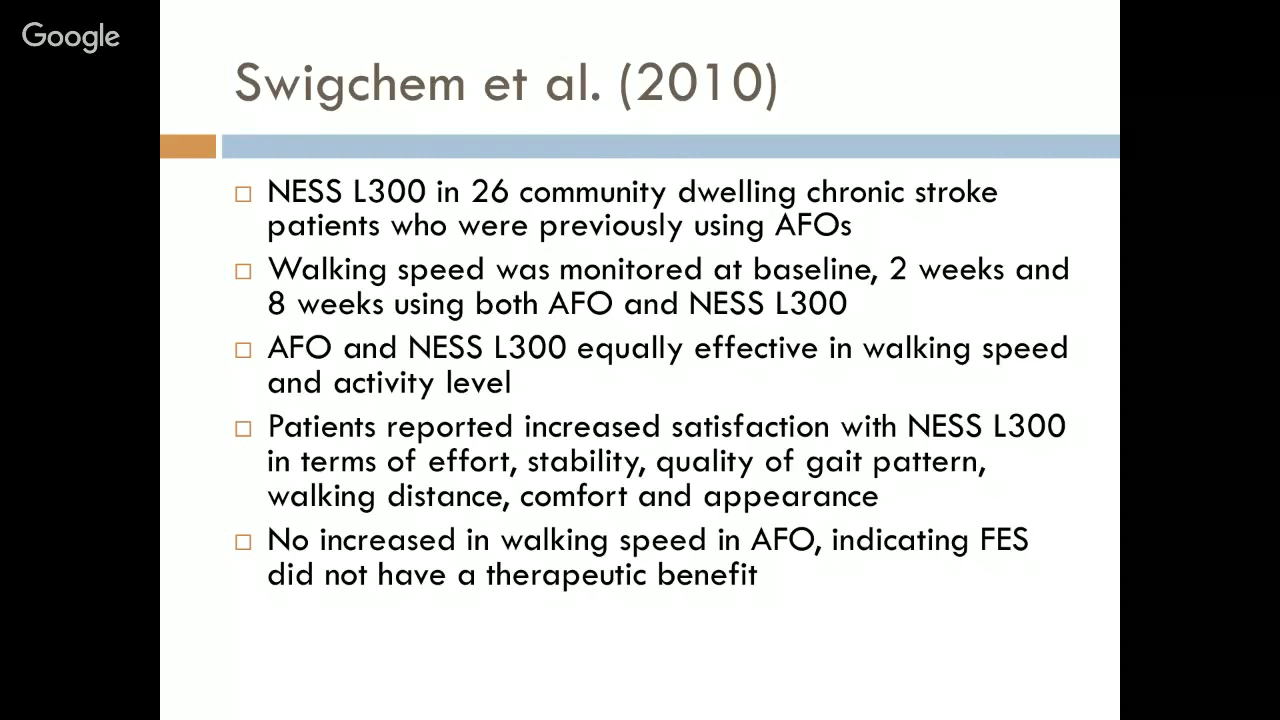 Google
Swigchem et al. (2010)
NESS L300 in 26 community dwelling chronic stroke
patients who were previously using AFOs
Walking speed was monitored at baseline, 2 weeks and
8 weeks using both AFO and NESS L300
AFO and NESS L300 equally effective in walking speed
and activity level
Patients reported increased satisfaction with NESS L300
in terms of effort, stability, quality of gait pattern,
walking distance, comfort and appearance
No increased in walking speed in AFO, indicating FES
did not have a therapeutic benefit